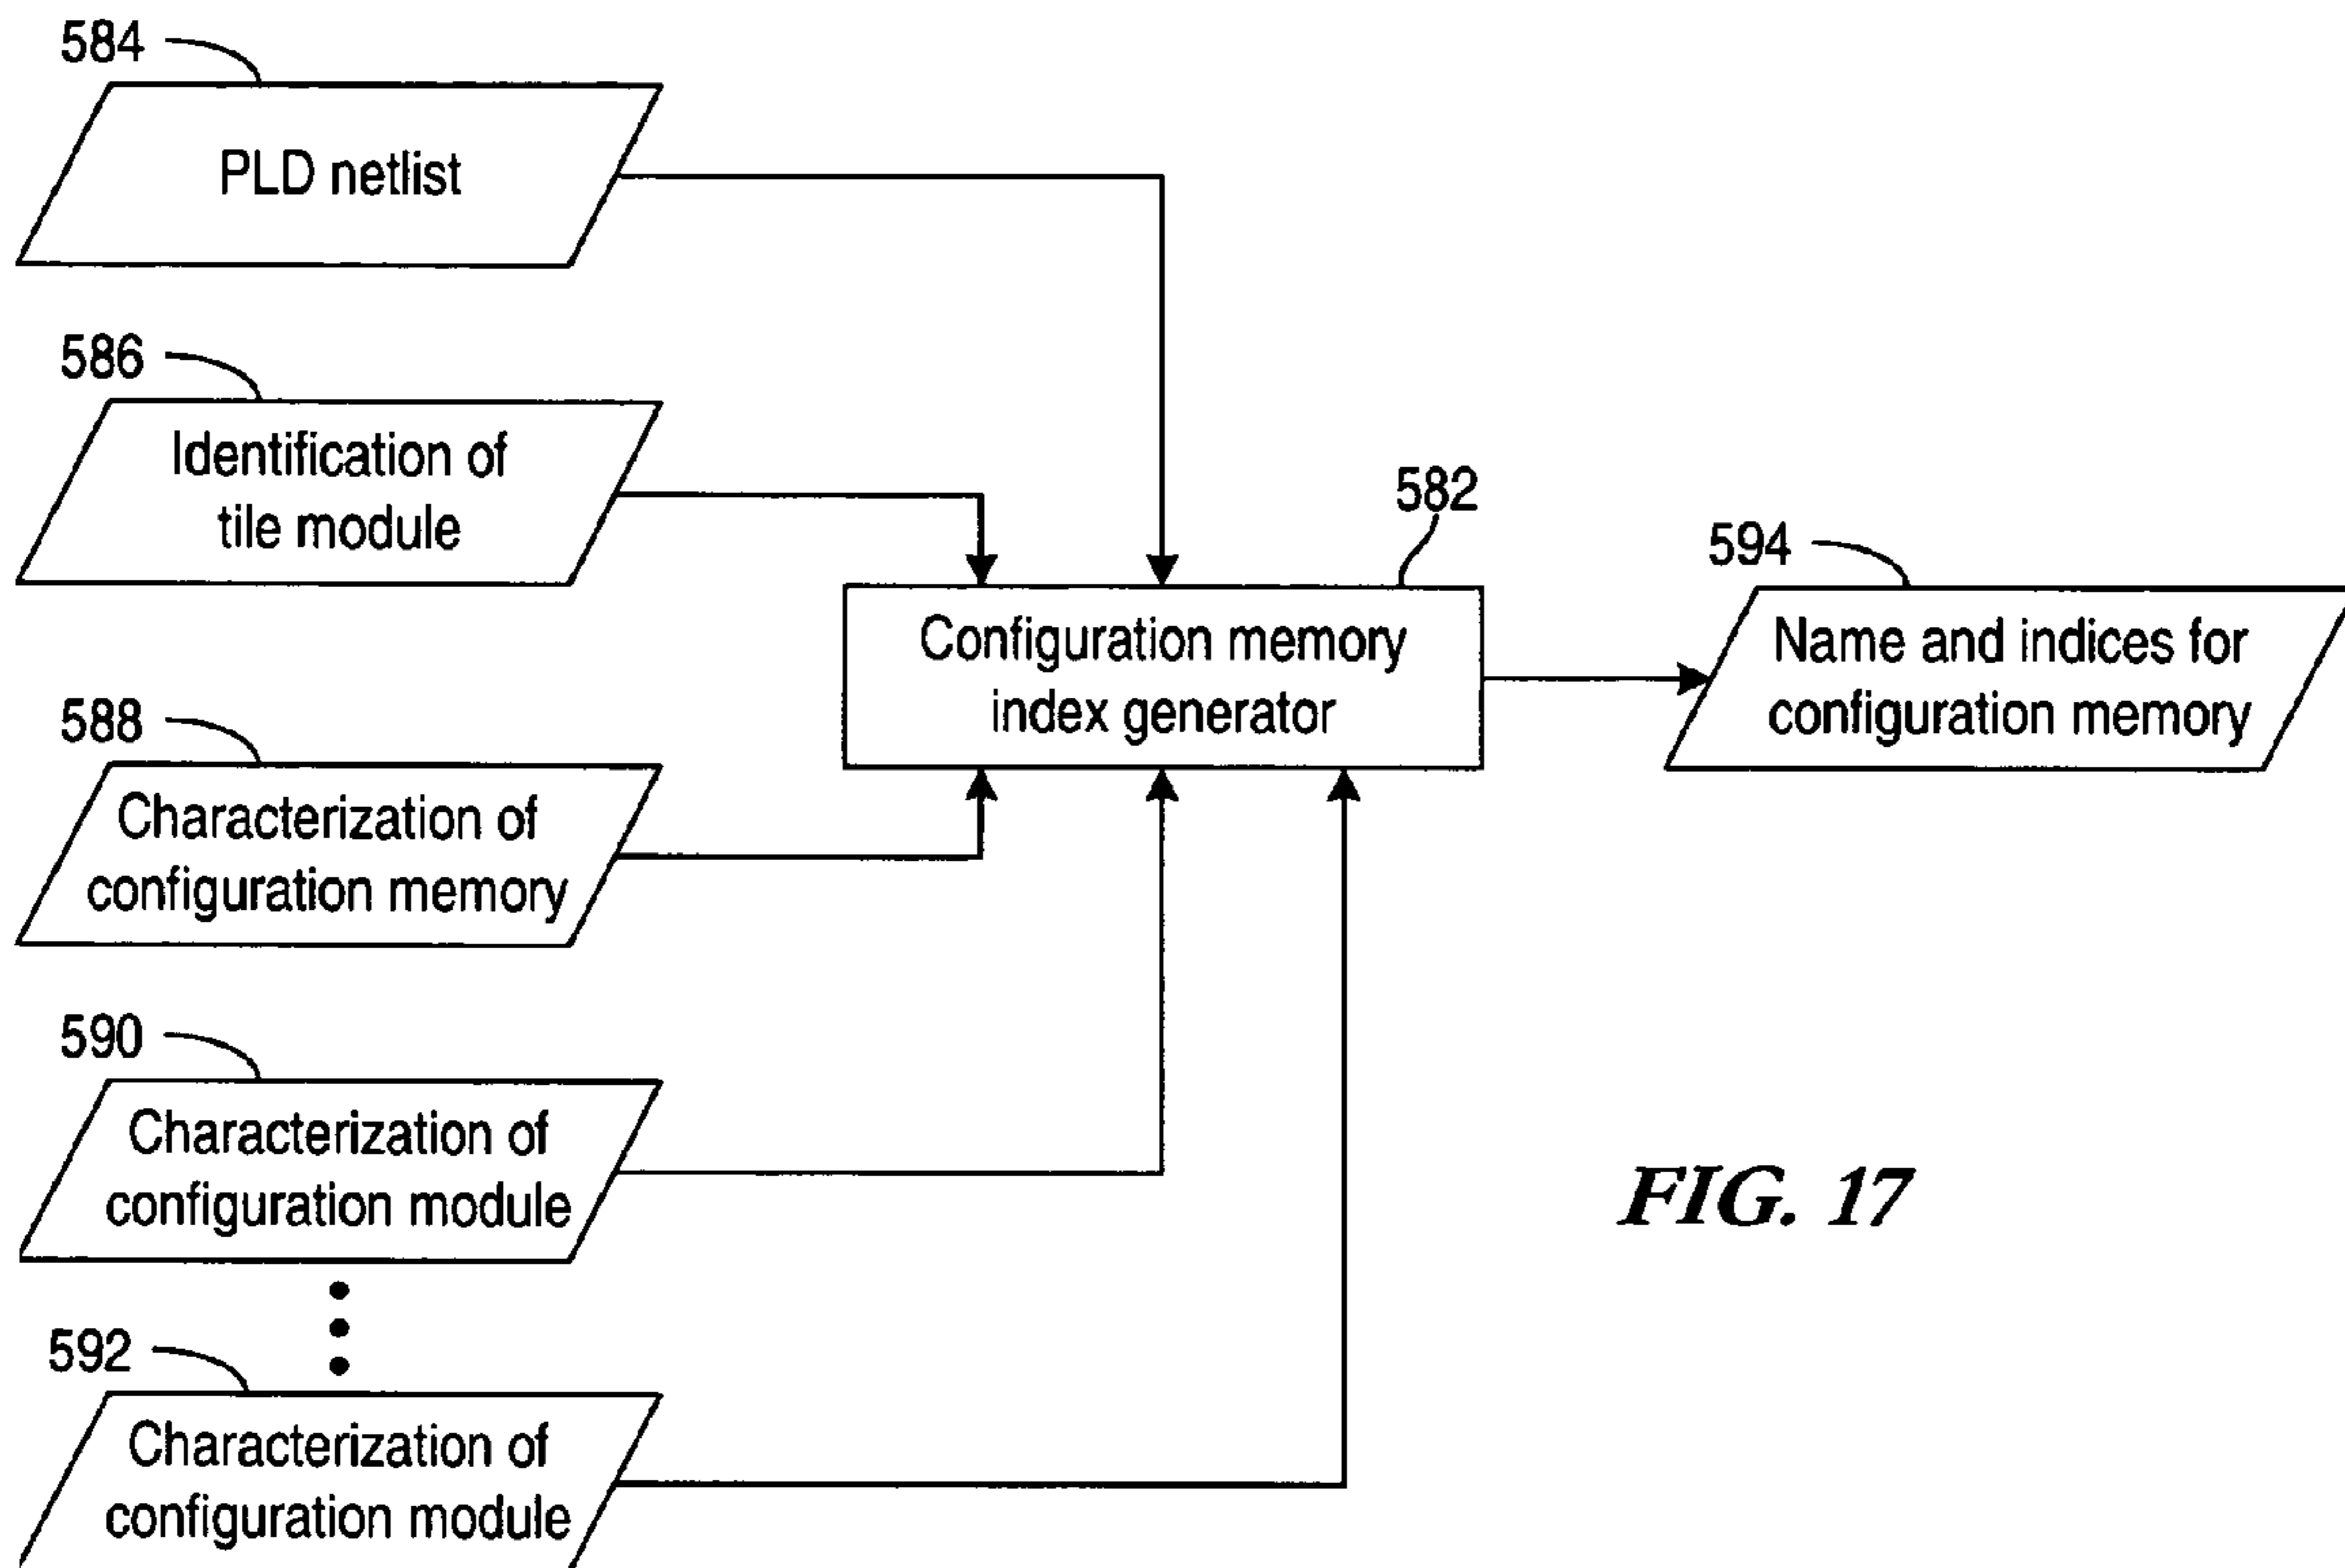 584
PLD netlist
586
Identification of
tile module
582
Configuration memory
index generator
594
Name and indices for
configuration memory
588
Characterization of
configuration memory
590
Characterization of
configuration module
592
Characterization of
configuration module
FIG. 17